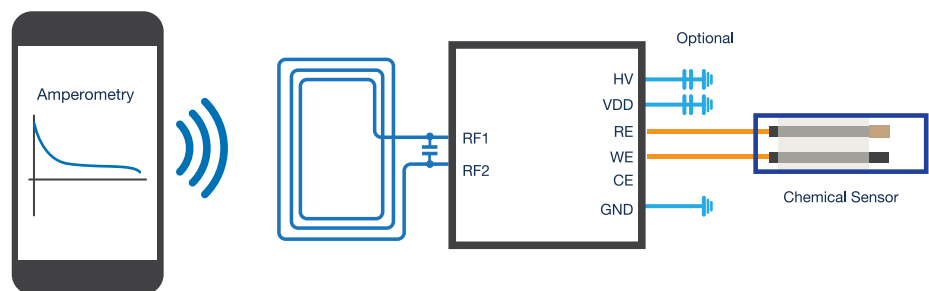 Amperometry
RF1
RF2
Optional
HV
VDD
RE
WE
CE
GND
Chemical Sensor